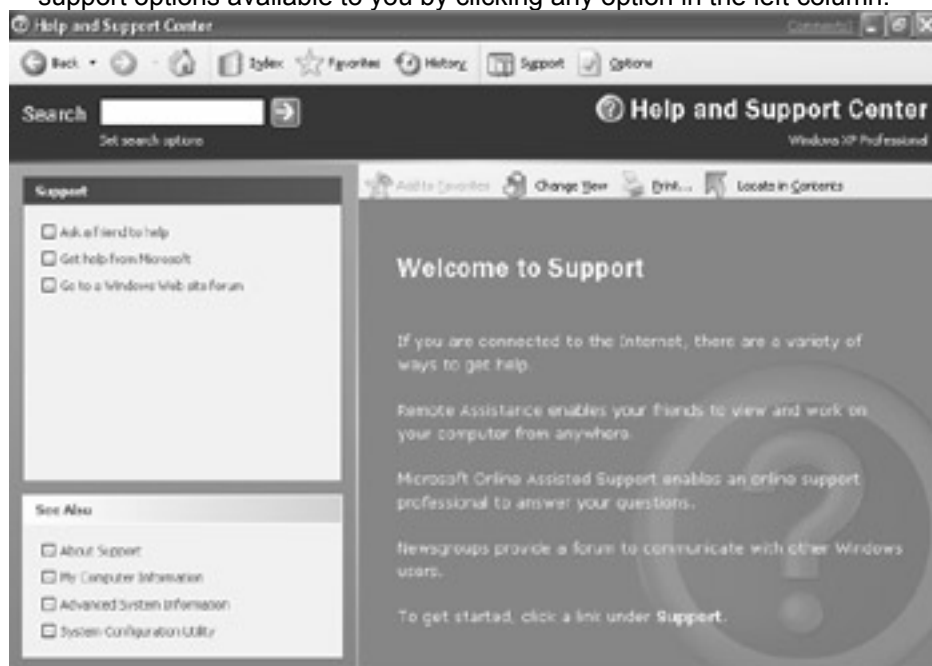 support options available to you by clicking any option in the left column.
Help and Support Center
Comments?
Back Index Favorites History Support Options
Search
Set search options
Help and Support Center
Windows XP Professional
Support
Ask a friend to help
Get help from Microsoft
Go to a Windows Web site forum
See Also
About Support
My Computer Information
Advanced System Information
System Configuration Utility
Add to Favorites Change View Print... Locate in Contents
Welcome to Support
If you are connected to the Internet, there are a variety of
ways to get help.
Remote Assistance enables your friends to view and work on
your computer from anywhere.
Microsoft Online Assisted Support enables an online support
professional to answer your questions.
Newsgroups provide a forum to communicate with other Windows
users.
To get started, click a link under Support.